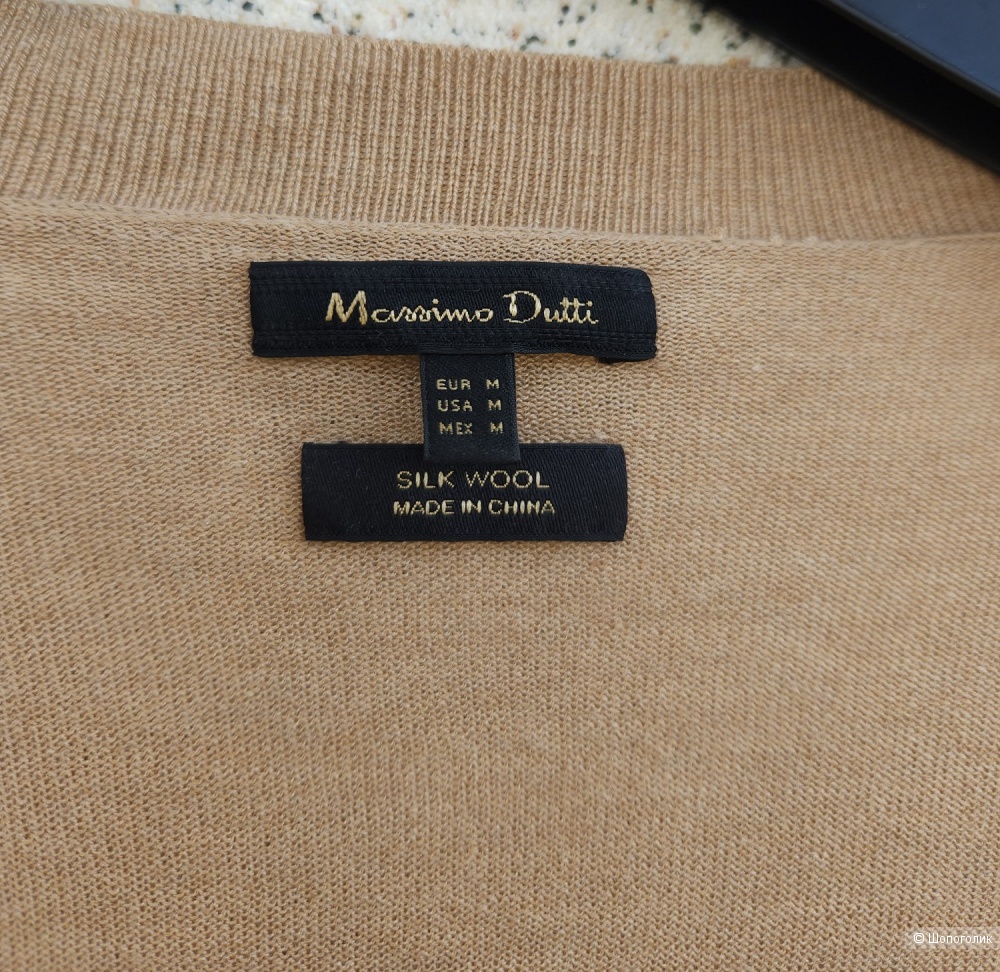 Massimo Dutti
EUR M
USA M
MEX M
SILK WOOL
MADE IN CHINA
© Шопоголик